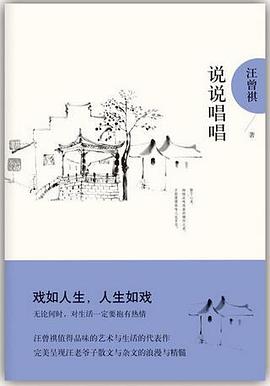 汪曾祺
著
说说唱唱
戏如人生，人生如戏
无论何时，对生活一定要抱有热情
汪曾祺值得品味的艺术与生活的代表作
完美呈现汪老爷子散文与杂文的浪漫与精髓